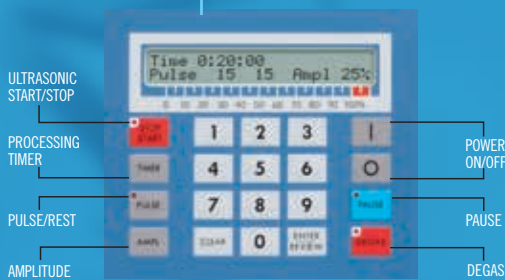 Time 0:20:00
Pulse 15 15 Ampl 25%
0 10 20 30 40 50 60 70 80 90 100%
ULTRASONIC
START/STOP
STOP
START
1 2 3
I
POWER
ON/OFF
PROCESSING
TIMER
TIMER
4 5 6
O
PULSE/REST
PULSE
7 8 9
PAUSE
PAUSE
AMPLITUDE
AMPL
CLEAR
0
ENTER
REVIEW
DEGAS
DEGAS